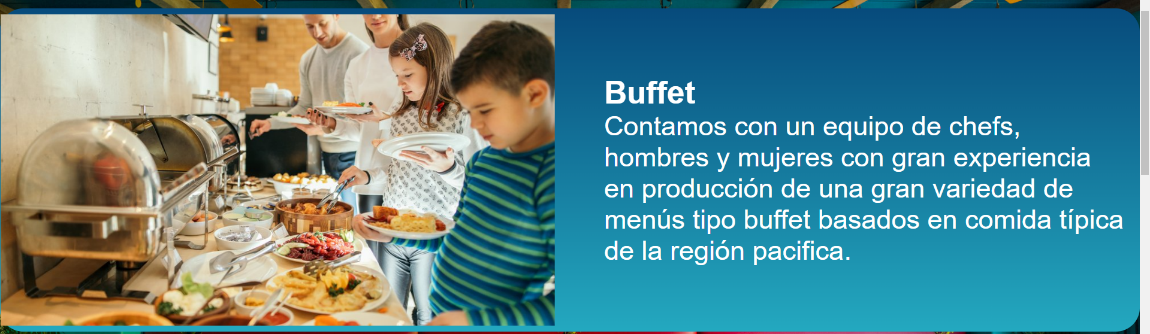 Buffet
Contamos con un equipo de chefs,
hombres y mujeres con gran experiencia
en producción de una gran variedad de
menús tipo buffet basados en comida típica
de la región pacifica.